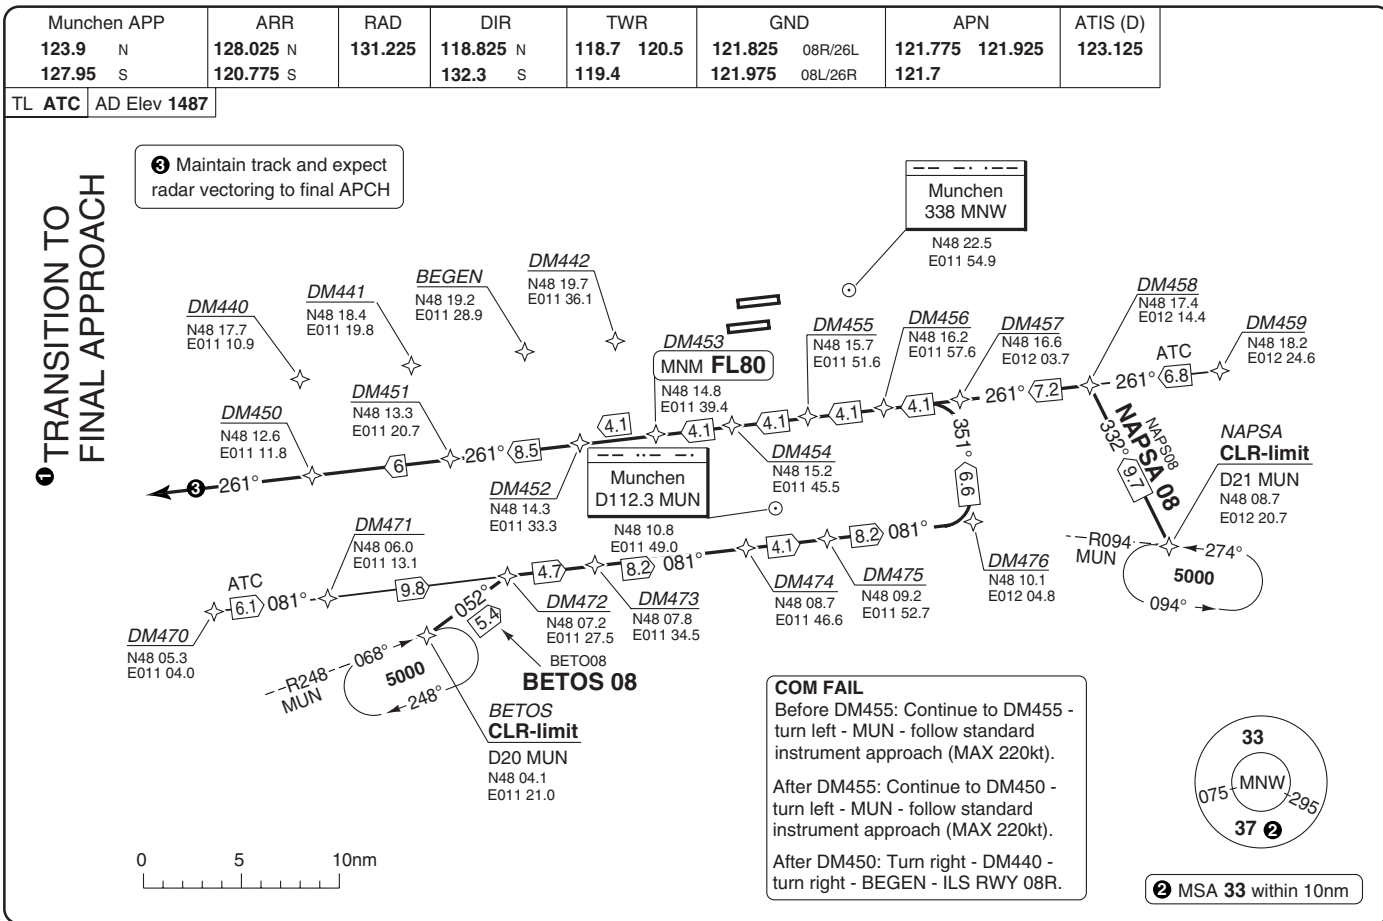 Munchen APP
123.9 N
127.95 S
ARR
128.025 N
120.775 S
RAD
131.225
DIR
118.825 N
132.3 S
TWR
118.7 120.5
119.4
GND
121.825 08R/26L
121.975 08L/26R
APN
121.775 121.925
121.7
ATIS (D)
123.125
TL ATC AD Elev 1487
1 TRANSITION TO
FINAL APPROACH
3 Maintain track and expect
radar vectoring to final APCH
Munchen
338 MNW
N48 22.5
E011 54.9
DM440
N48 17.7
E011 10.9
DM441
N48 18.4
E011 19.8
BEGEN
N48 19.2
E011 28.9
DM442
N48 19.7
E011 36.1
DM453
MNM FL80
N48 14.8
E011 39.4
DM455
N48 15.7
E011 51.6
DM456
N48 16.2
E011 57.6
DM457
N48 16.6
E012 03.7
DM458
N48 17.4
E012 14.4
DM459
N48 18.2
E012 24.6
ATC
261° 6.8
261° 7.2
4.1
4.1
4.1
4.1
4.1
261° 8.5
6
3 261°
DM450
N48 12.6
E011 11.8
DM451
N48 13.3
E011 20.7
DM452
N48 14.3
E011 33.3
DM454
N48 15.2
E011 45.5
Munchen
D112.3 MUN
N48 10.8
E011 49.0
351°
6.6
NAPSA 08
NAPS08
332° 9.7
NAPSA
CLR-limit
D21 MUN
N48 08.7
E012 20.7
R094
MUN
274°
5000
094°
DM470
N48 05.3
E011 04.0
ATC
6.1 081°
DM471
N48 06.0
E011 13.1
9.8
4.7
8.2 081°
4.1
8.2 081°
DM472
N48 07.2
E011 27.5
DM473
N48 07.8
E011 34.5
DM474
N48 08.7
E011 46.6
DM475
N48 09.2
E011 52.7
DM476
N48 10.1
E012 04.8
052°
5.4
BETO08
BETOS 08
R248
MUN
068°
5000
248°
BETOS
CLR-limit
D20 MUN
N48 04.1
E011 21.0
COM FAIL
Before DM455: Continue to DM455 -
turn left - MUN - follow standard
instrument approach (MAX 220kt).
After DM455: Continue to DM450 -
turn left - MUN - follow standard
instrument approach (MAX 220kt).
After DM450: Turn right - DM440 -
turn right - BEGEN - ILS RWY 08R.
33
MNW
075
295
37 2
2 MSA 33 within 10nm
0 5 10nm